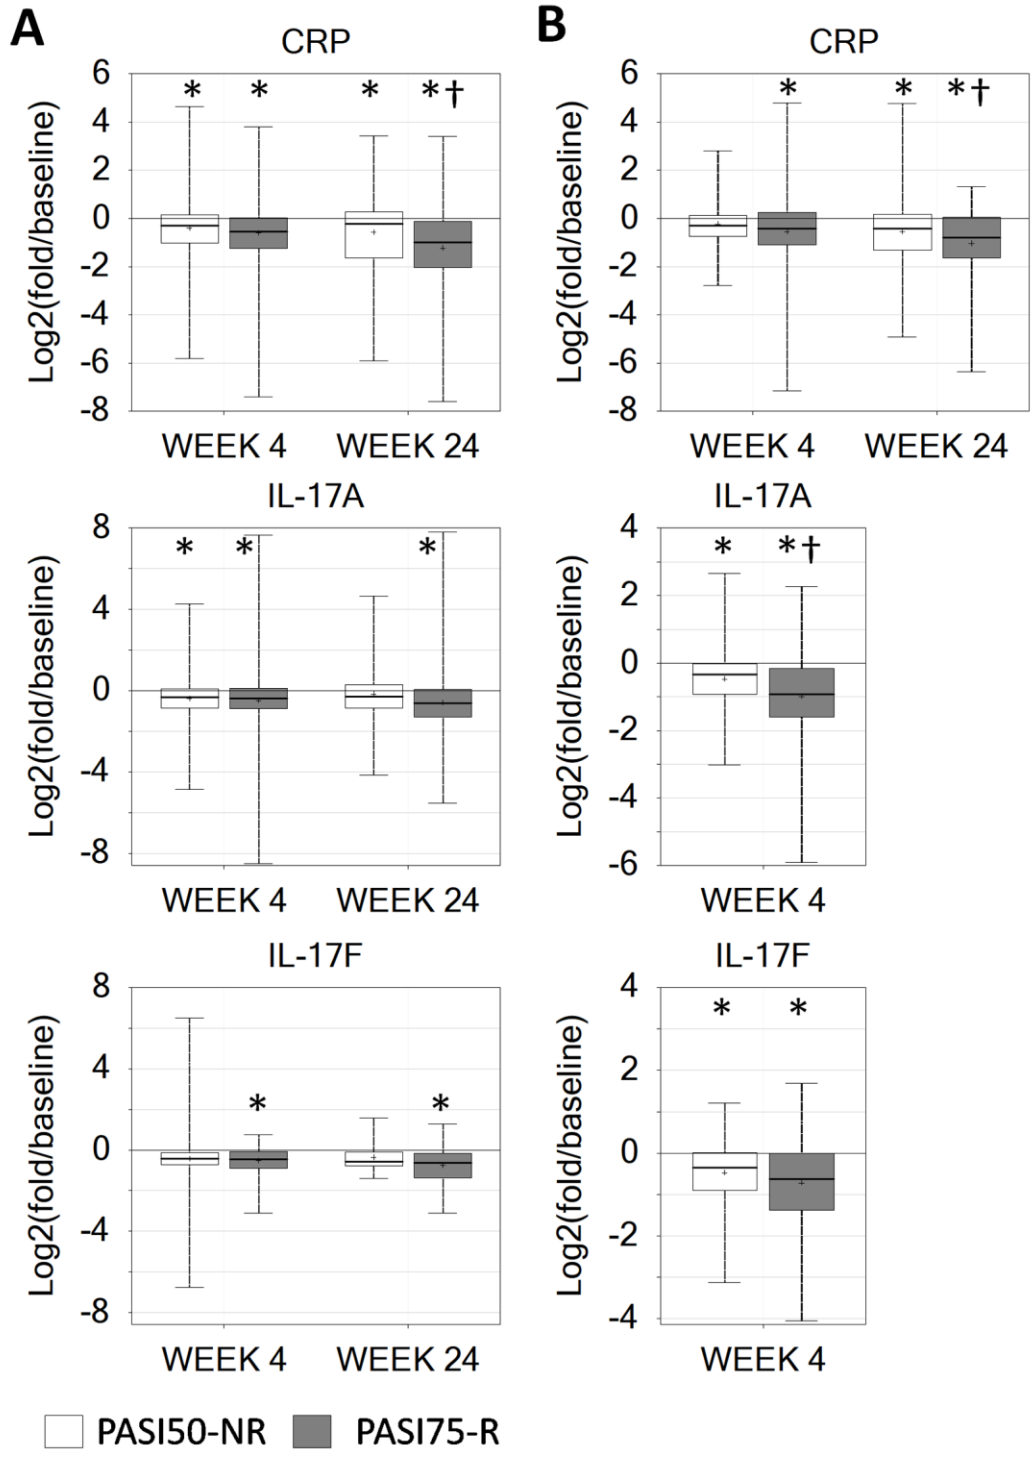 A
CRP
Log2(fold/baseline)
6
4
2
0
-2
-4
-6
-8
* * * *†
WEEK 4 WEEK 24
B
CRP
Log2(fold/baseline)
6
4
2
0
-2
-4
-6
-8
* * *†
WEEK 4 WEEK 24
IL-17A
Log2(fold/baseline)
8
4
0
-4
-8
* * *
WEEK 4 WEEK 24
IL-17A
Log2(fold/baseline)
4
2
0
-2
-4
-6
* *†
WEEK 4
IL-17F
Log2(fold/baseline)
8
4
0
-4
-8
* *
WEEK 4 WEEK 24
IL-17F
Log2(fold/baseline)
4
2
0
-2
-4
* *
WEEK 4
PASI50-NR PASI75-R